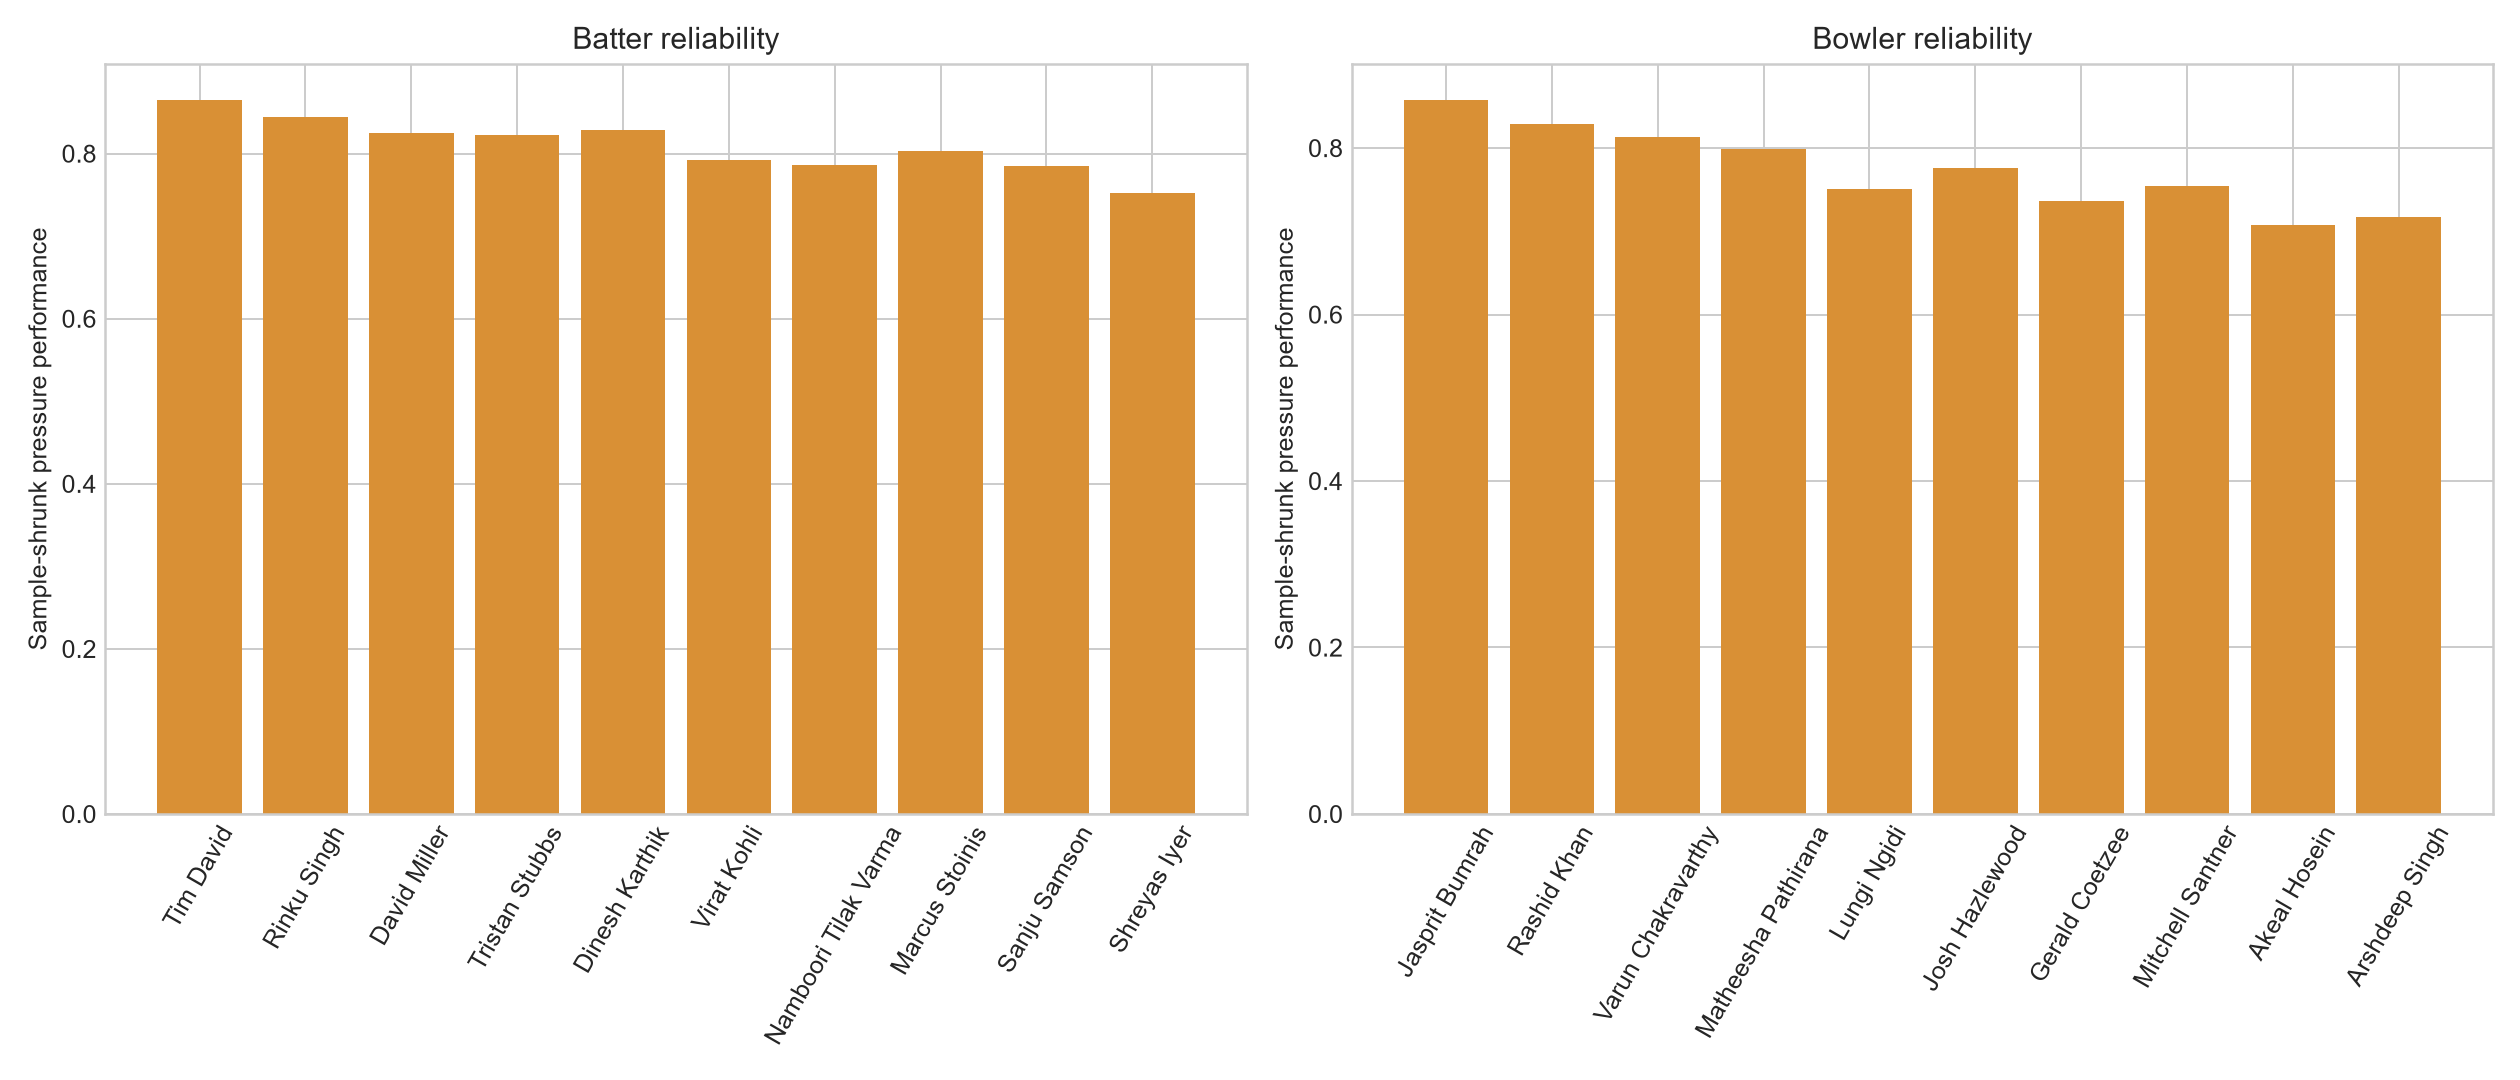 Batter reliability
Sample-shrunk pressure performance
0.8
0.6
0.4
0.2
0.0
Tim David
Rinku Singh
David Miller
Tristan Stubbs
Dinesh Karthik
Virat Kohli
Namboori Tilak Varma
Marcus Stoinis
Sanju Samson
Shreyas Iyer
Bowler reliability
Sample-shrunk pressure performance
0.8
0.6
0.4
0.2
0.0
Jasprit Bumrah
Rashid Khan
Varun Chakravarthy
Matheesha Pathirana
Lungi Ngidi
Josh Hazlewood
Gerald Coetzee
Mitchell Santner
Akeal Hosein
Arshdeep Singh